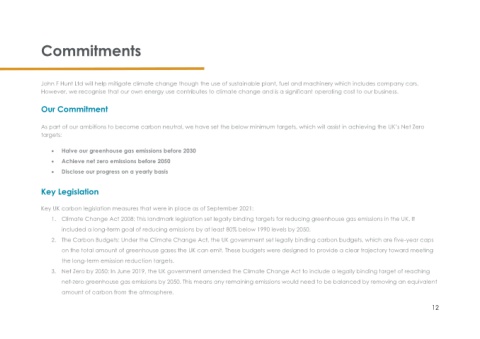 Commitments
John F Hunt Ltd will help mitigate climate change though the use of sustainable plant, fuel and machinery which includes company cars.
However, we recognise that our own energy use contributes to climate change and is a significant operating cost to our business.
Our Commitment
As part of our ambitions to become carbon neutral, we have set the below minimum targets, which will assist in achieving the UK's Net Zero
targets:
• Halve our greenhouse gas emissions before 2030
• Achieve net zero emissions before 2050
• Disclose our progress on a yearly basis
Key Legislation
Key UK carbon legislation measures that were in place as of September 2021:
1. Climate Change Act 2008: This landmark legislation set legally binding targets for reducing greenhouse gas emissions in the UK. It
included a long-term goal of reducing emissions by at least 80% below 1990 levels by 2050.
2. The Carbon Budgets: Under the Climate Change Act, the UK government set legally binding carbon budgets, which are five-year caps
on the total amount of greenhouse gases the UK can emit. These budgets were designed to provide a clear trajectory toward meeting
the long-term emission reduction targets.
3. Net Zero by 2050: In June 2019, the UK government amended the Climate Change Act to include a legally binding target of reaching
net-zero greenhouse gas emissions by 2050. This means any remaining emissions would need to be balanced by removing an equivalent
amount of carbon from the atmosphere.
12